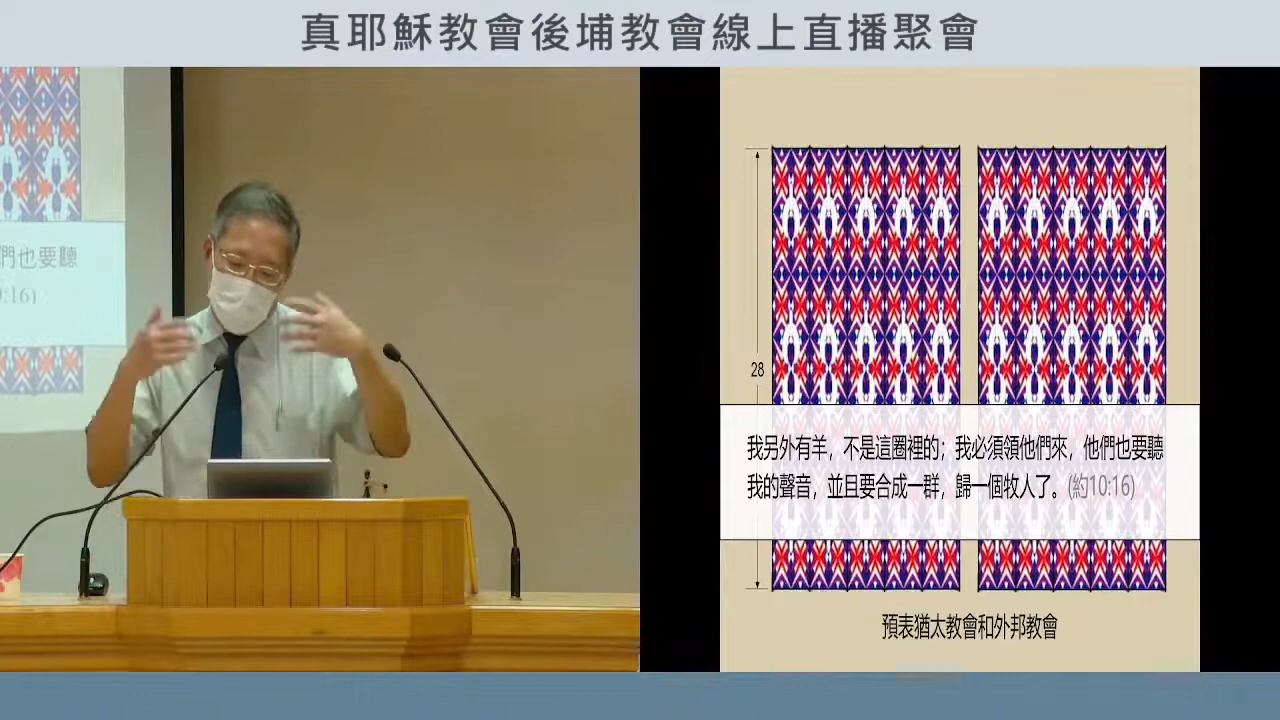 真耶穌教會後埔教會線上直播聚會
們也要聽
0:16)
28
我另外有羊，不是這圈裡的；我必須領他們來，他們也要聽
我的聲音，並且要合成一群，歸一個牧人了。(約10:16)
預表猶太教會和外邦教會